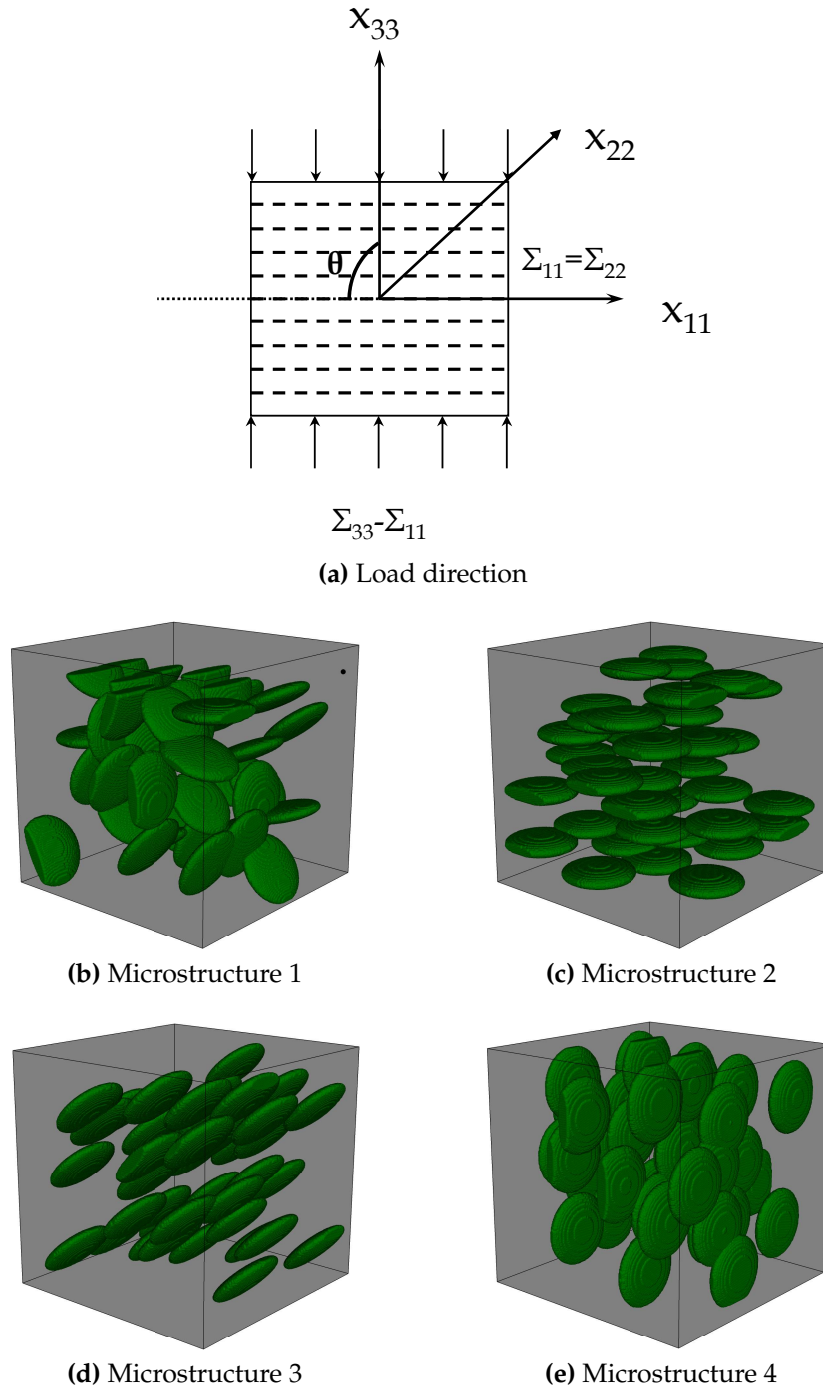 x₃₃
x₂₂
θ
Σ₁₁=Σ₂₂
x₁₁
Σ₃₃-Σ₁₁
(a) Load direction
(b) Microstructure 1
(c) Microstructure 2
(d) Microstructure 3
(e) Microstructure 4